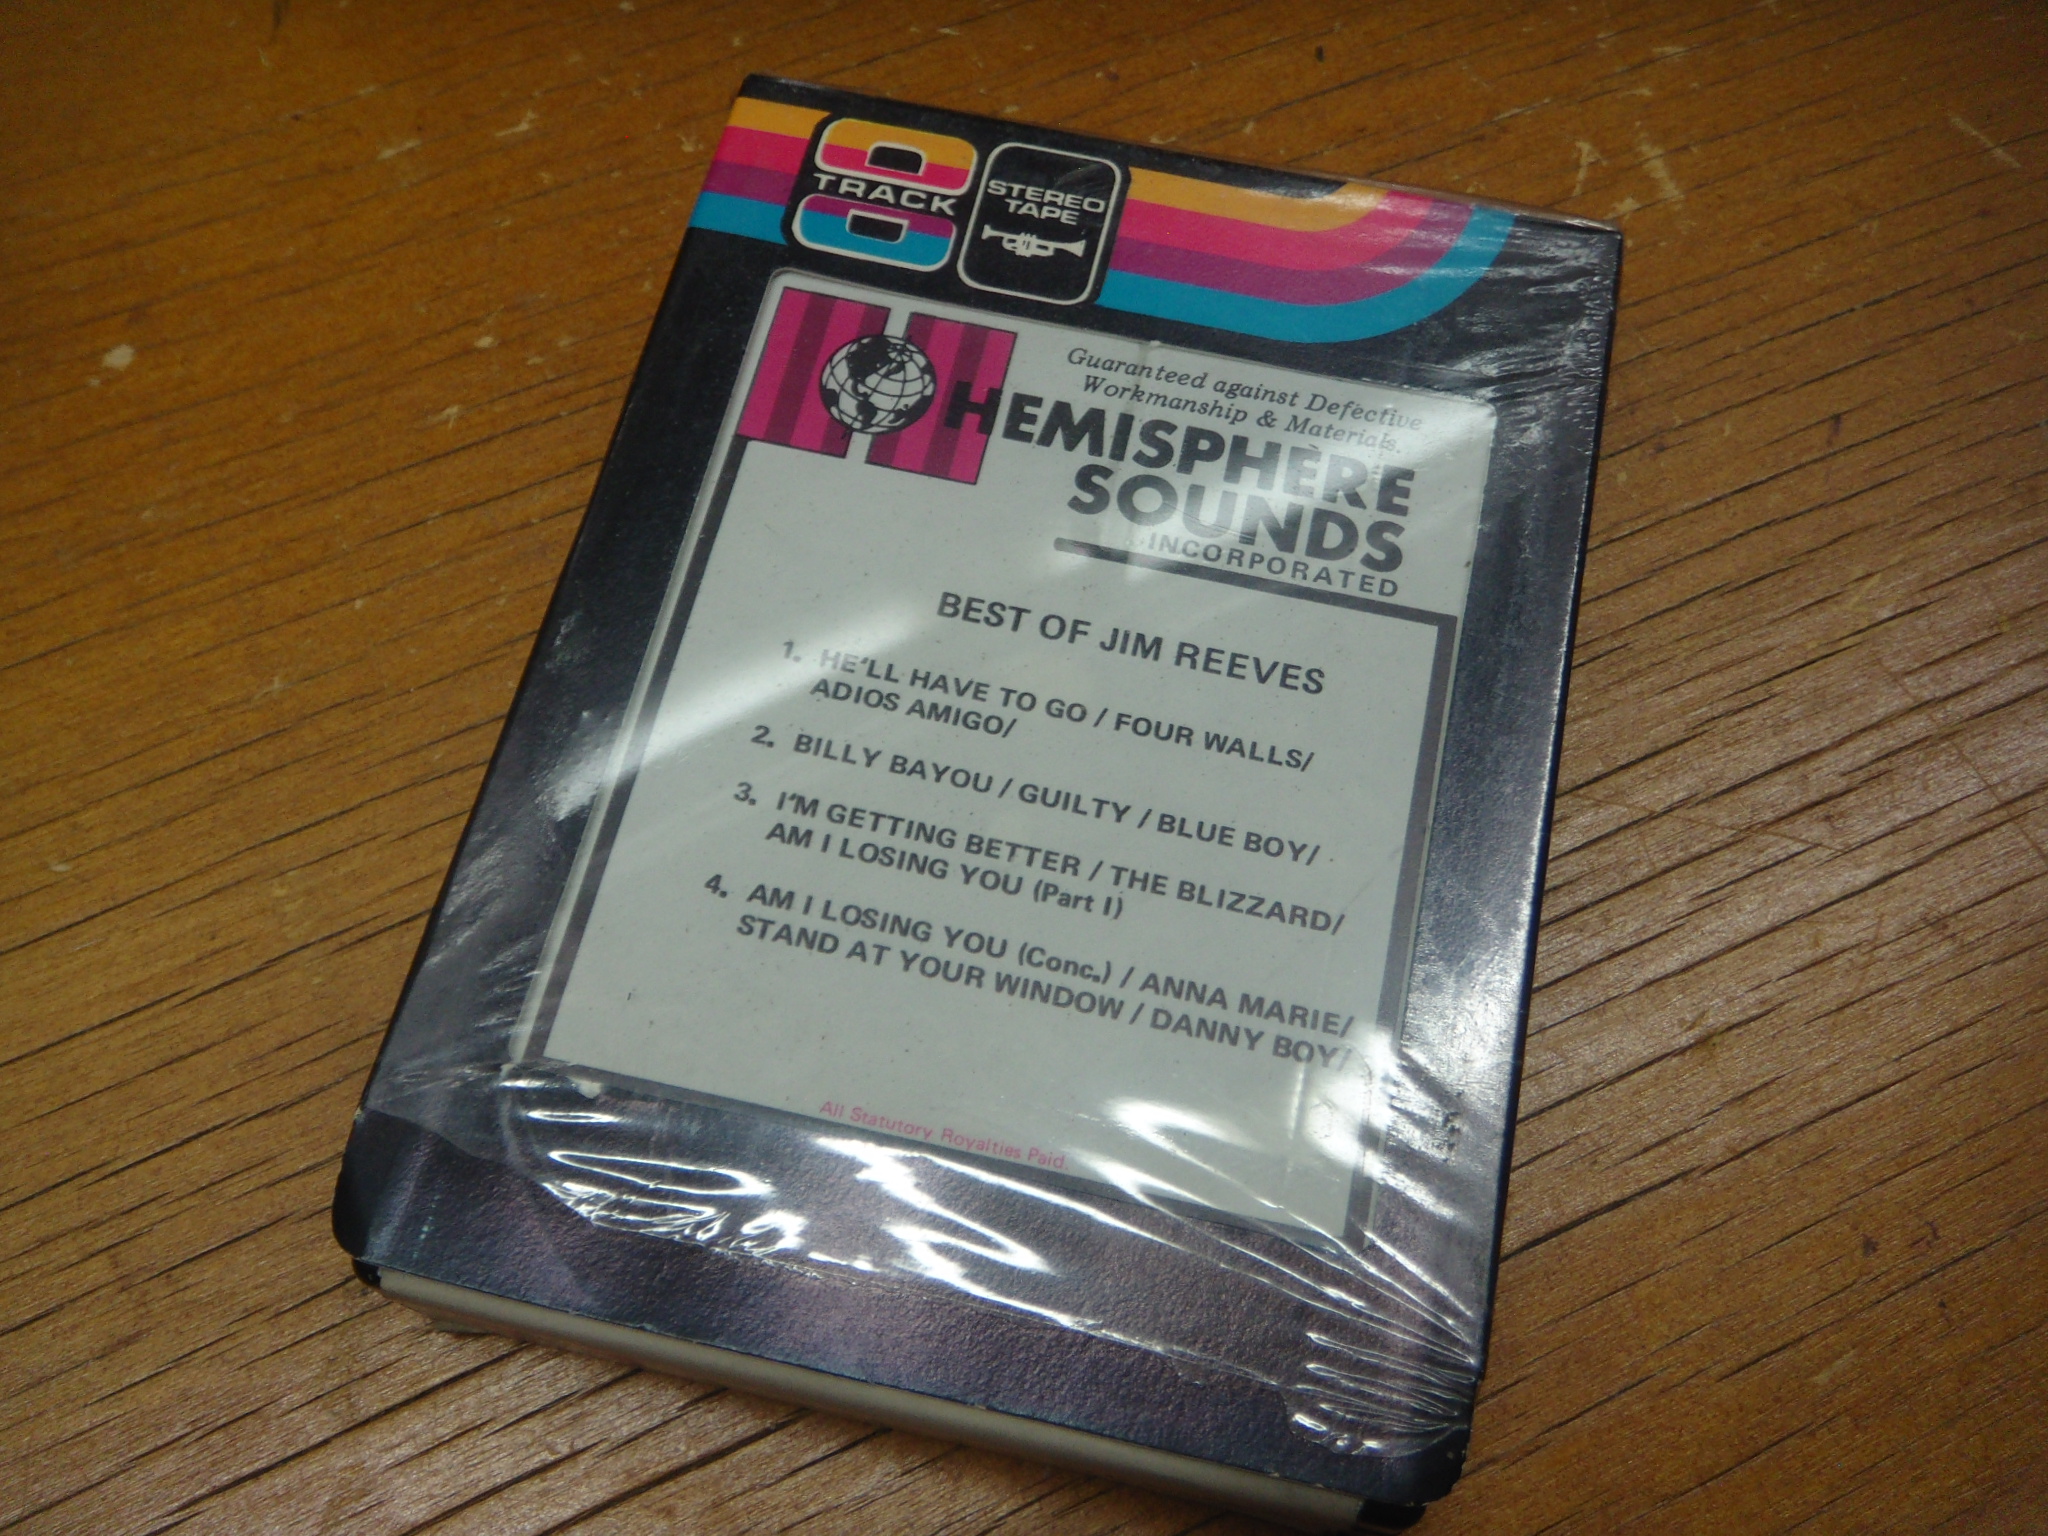 8
TRACK
STEREO
TAPE
Guaranteed against Defective
Workmanship & Materials.
HEMISPHERE
SOUNDS
INCORPORATED
BEST OF JIM REEVES
1. HE'LL HAVE TO GO / FOUR WALLS/
ADIOS AMIGO/
2. BILLY BAYOU / GUILTY / BLUE BOY/
3. I'M GETTING BETTER / THE BLIZZARD/
AM I LOSING YOU (Part I)
4. AM I LOSING YOU (Conc.) / ANNA MARIE/
STAND AT YOUR WINDOW / DANNY BOY/
All Statutory Royalties Paid.